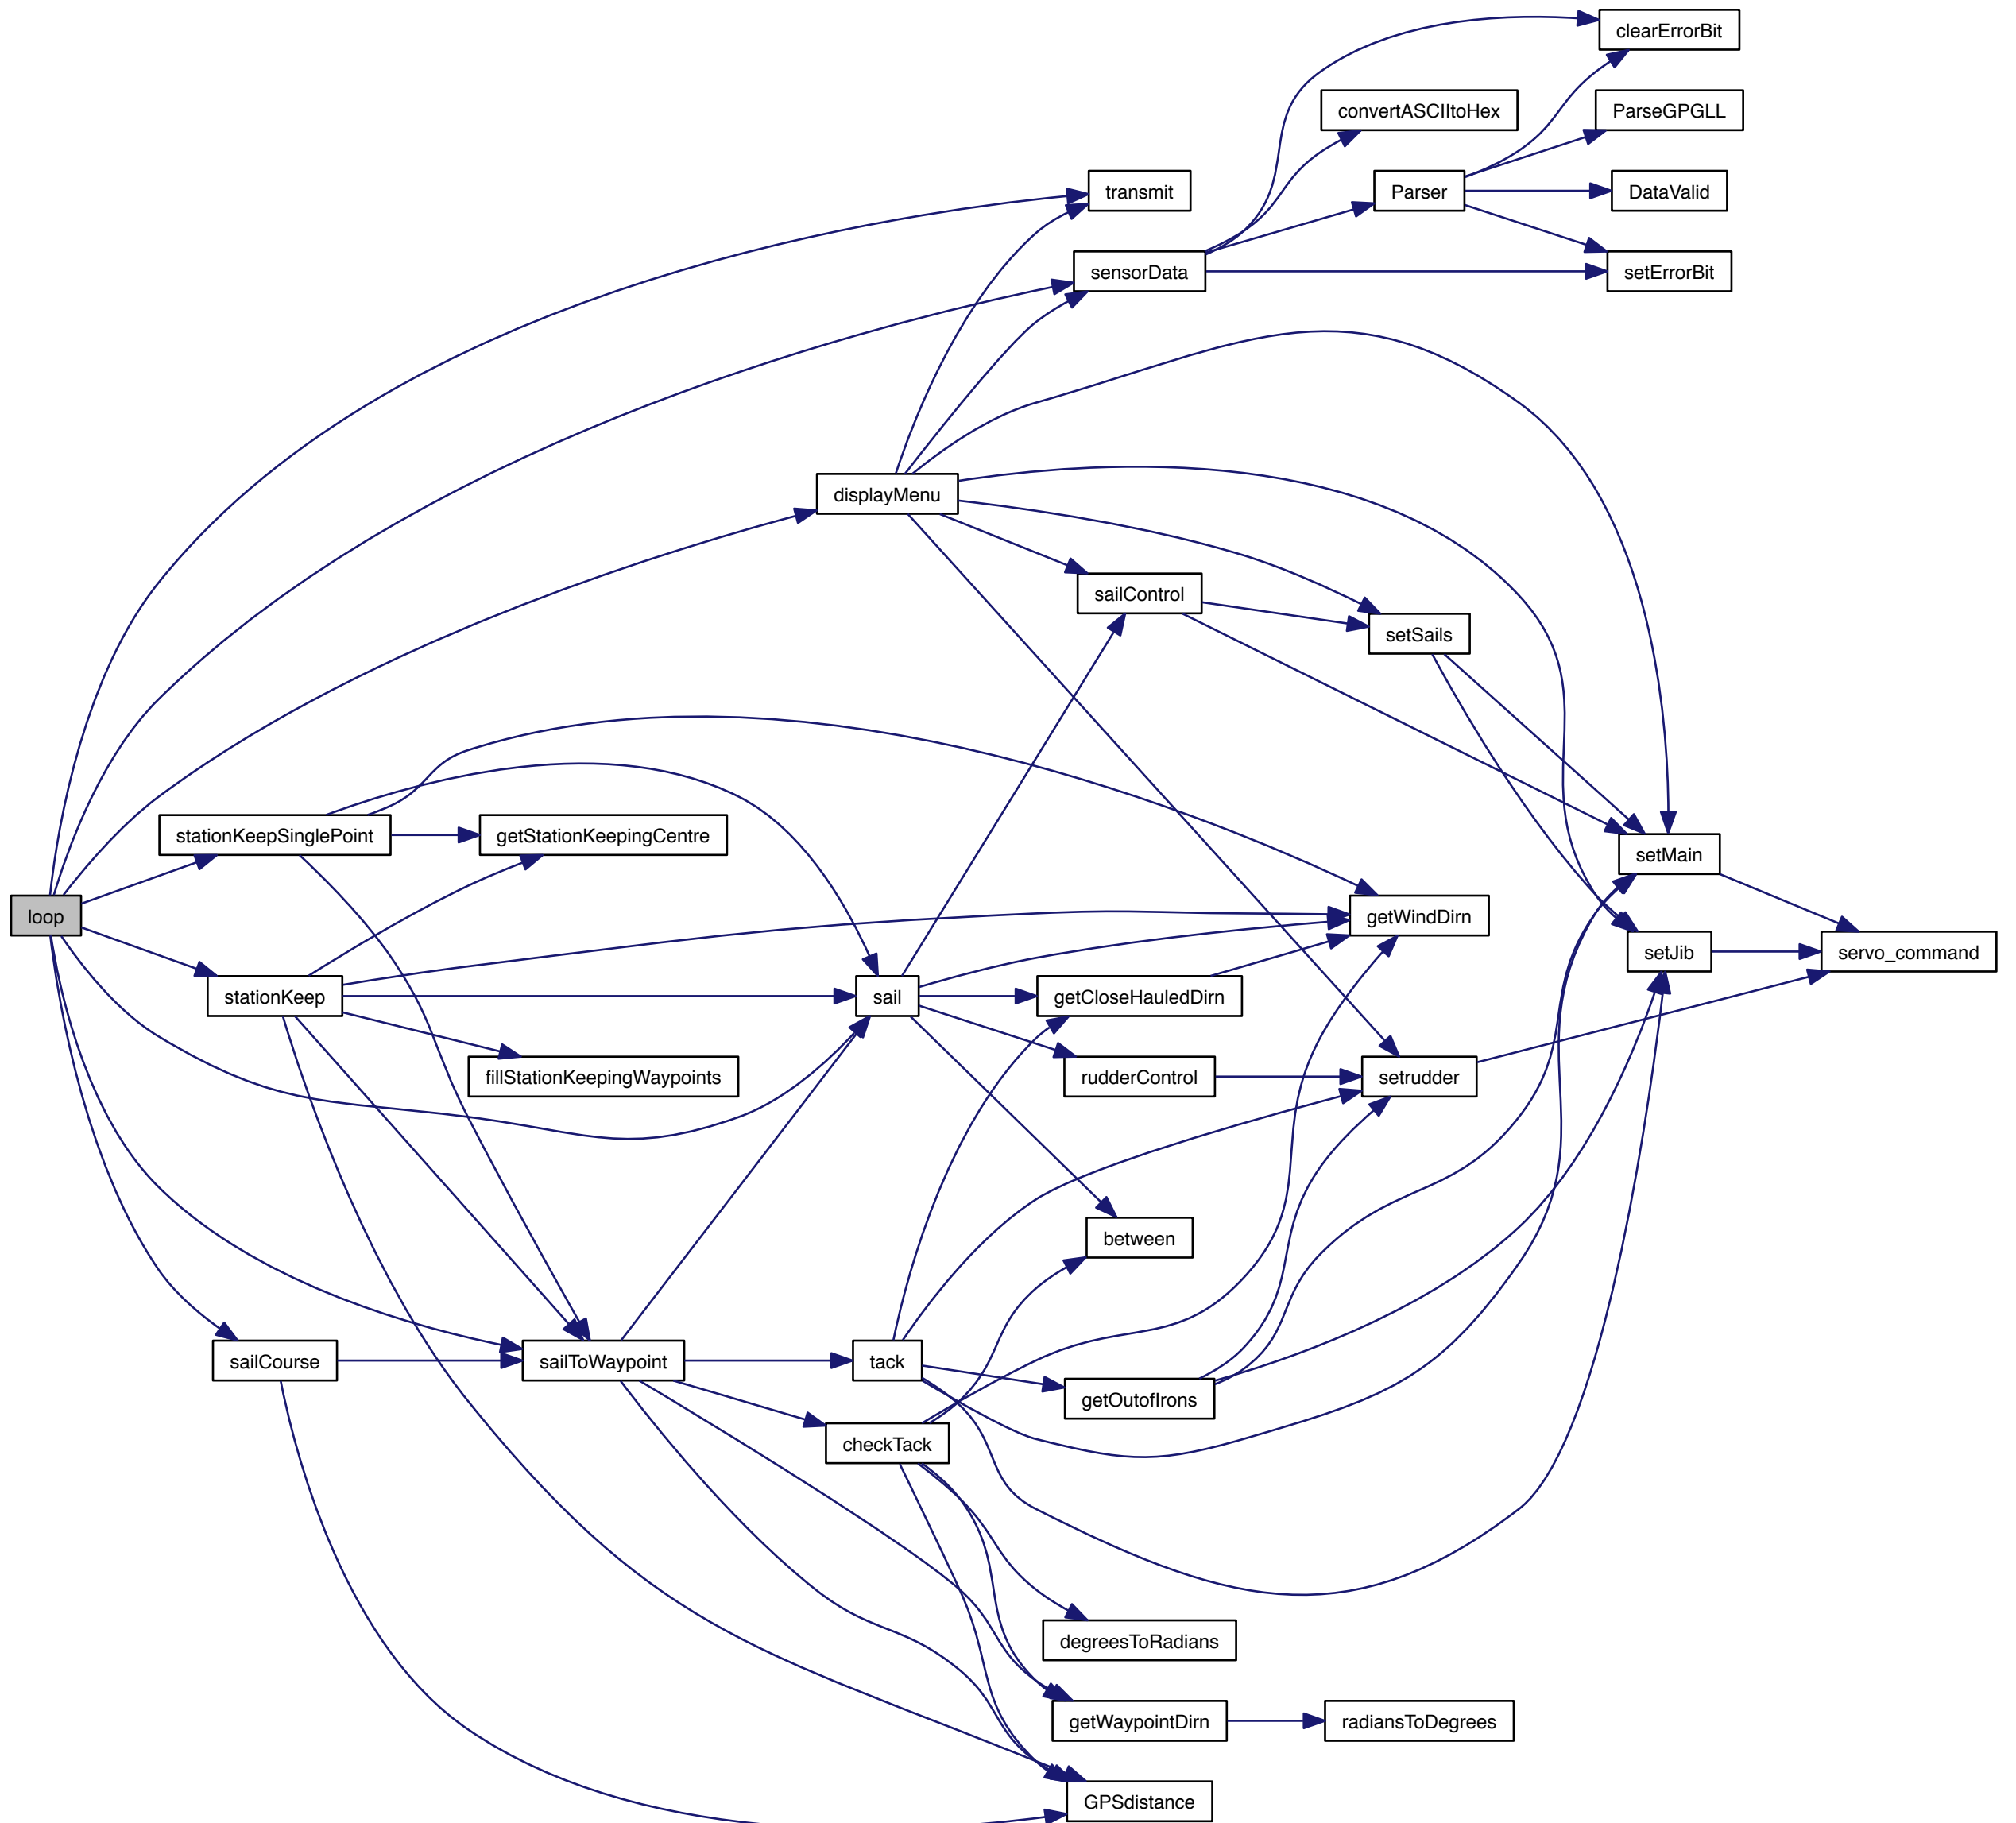 clearErrorBit
convertASCIItoHex
ParseGPGLL
transmit
Parser
DataValid
sensorData
setErrorBit
displayMenu
sailControl
setSails
stationKeepSinglePoint
getStationKeepingCentre
setMain
loop
getWindDirn
setJib
servo_command
stationKeep
sail
getCloseHauledDirn
fillStationKeepingWaypoints
rudderControl
setrudder
between
sailCourse
sailToWaypoint
tack
getOutofIrons
checkTack
degreesToRadians
getWaypointDirn
radiansToDegrees
GPSdistance